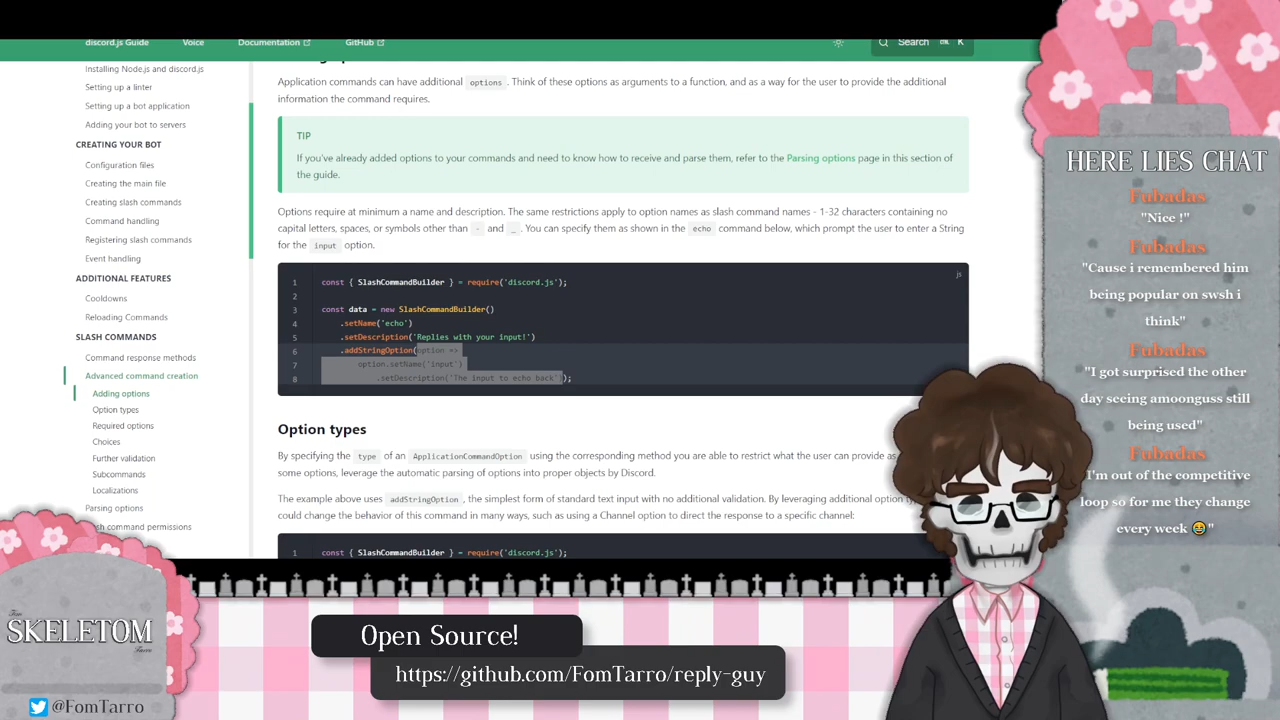 discord.js Guide
Voice
Documentation
GitHub
Search
K
Installing Node.js and discord.js
Setting up a linter
Setting up a bot application
Adding your bot to servers
CREATING YOUR BOT
Configuration files
Creating the main file
Creating slash commands
Command handling
Registering slash commands
Event handling
ADDITIONAL FEATURES
Cooldowns
Reloading Commands
SLASH COMMANDS
Command response methods
Advanced command creation
Adding options
Option types
Required options
Choices
Further validation
Subcommands
Localizations
Parsing options
sh command permissions
Application commands can have additional options . Think of these options as arguments to a function, and as a way for the user to provide the additional
information the command requires.
TIP
If you've already added options to your commands and need to know how to receive and parse them, refer to the Parsing options page in this section of
the guide.
Options require at minimum a name and description. The same restrictions apply to option names as slash command names - 1-32 characters containing no
capital letters, spaces, or symbols other than - and _ . You can specify them as shown in the echo command below, which prompt the user to enter a String
for the input option.
js
1 const { SlashCommandBuilder } = require('discord.js');
2
3 const data = new SlashCommandBuilder()
4 .setName('echo')
5 .setDescription('Replies with your input!')
6 .addStringOption(option =>
7 option.setName('input')
8 .setDescription('The input to echo back'));
Option types
By specifying the type of an ApplicationCommandOption using the corresponding method you are able to restrict what the user can provide as
some options, leverage the automatic parsing of options into proper objects by Discord.
The example above uses addStringOption , the simplest form of standard text input with no additional validation. By leveraging additional option
could change the behavior of this command in many ways, such as using a Channel option to direct the response to a specific channel:
1 const { SlashCommandBuilder } = require('discord.js');
HERE LIES CHAT
Fubadas
"Nice !"
Fubadas
"Cause i remembered him
being popular on swsh i
think"
Fubadas
"I got surprised the other
day seeing amoonguss still
being used"
Fubadas
"I'm out of the competitive
loop so for me they change
every week 😅"
Tom
SKELETOM
Tarro
@FomTarro
Open Source!
https://github.com/FomTarro/reply-guy